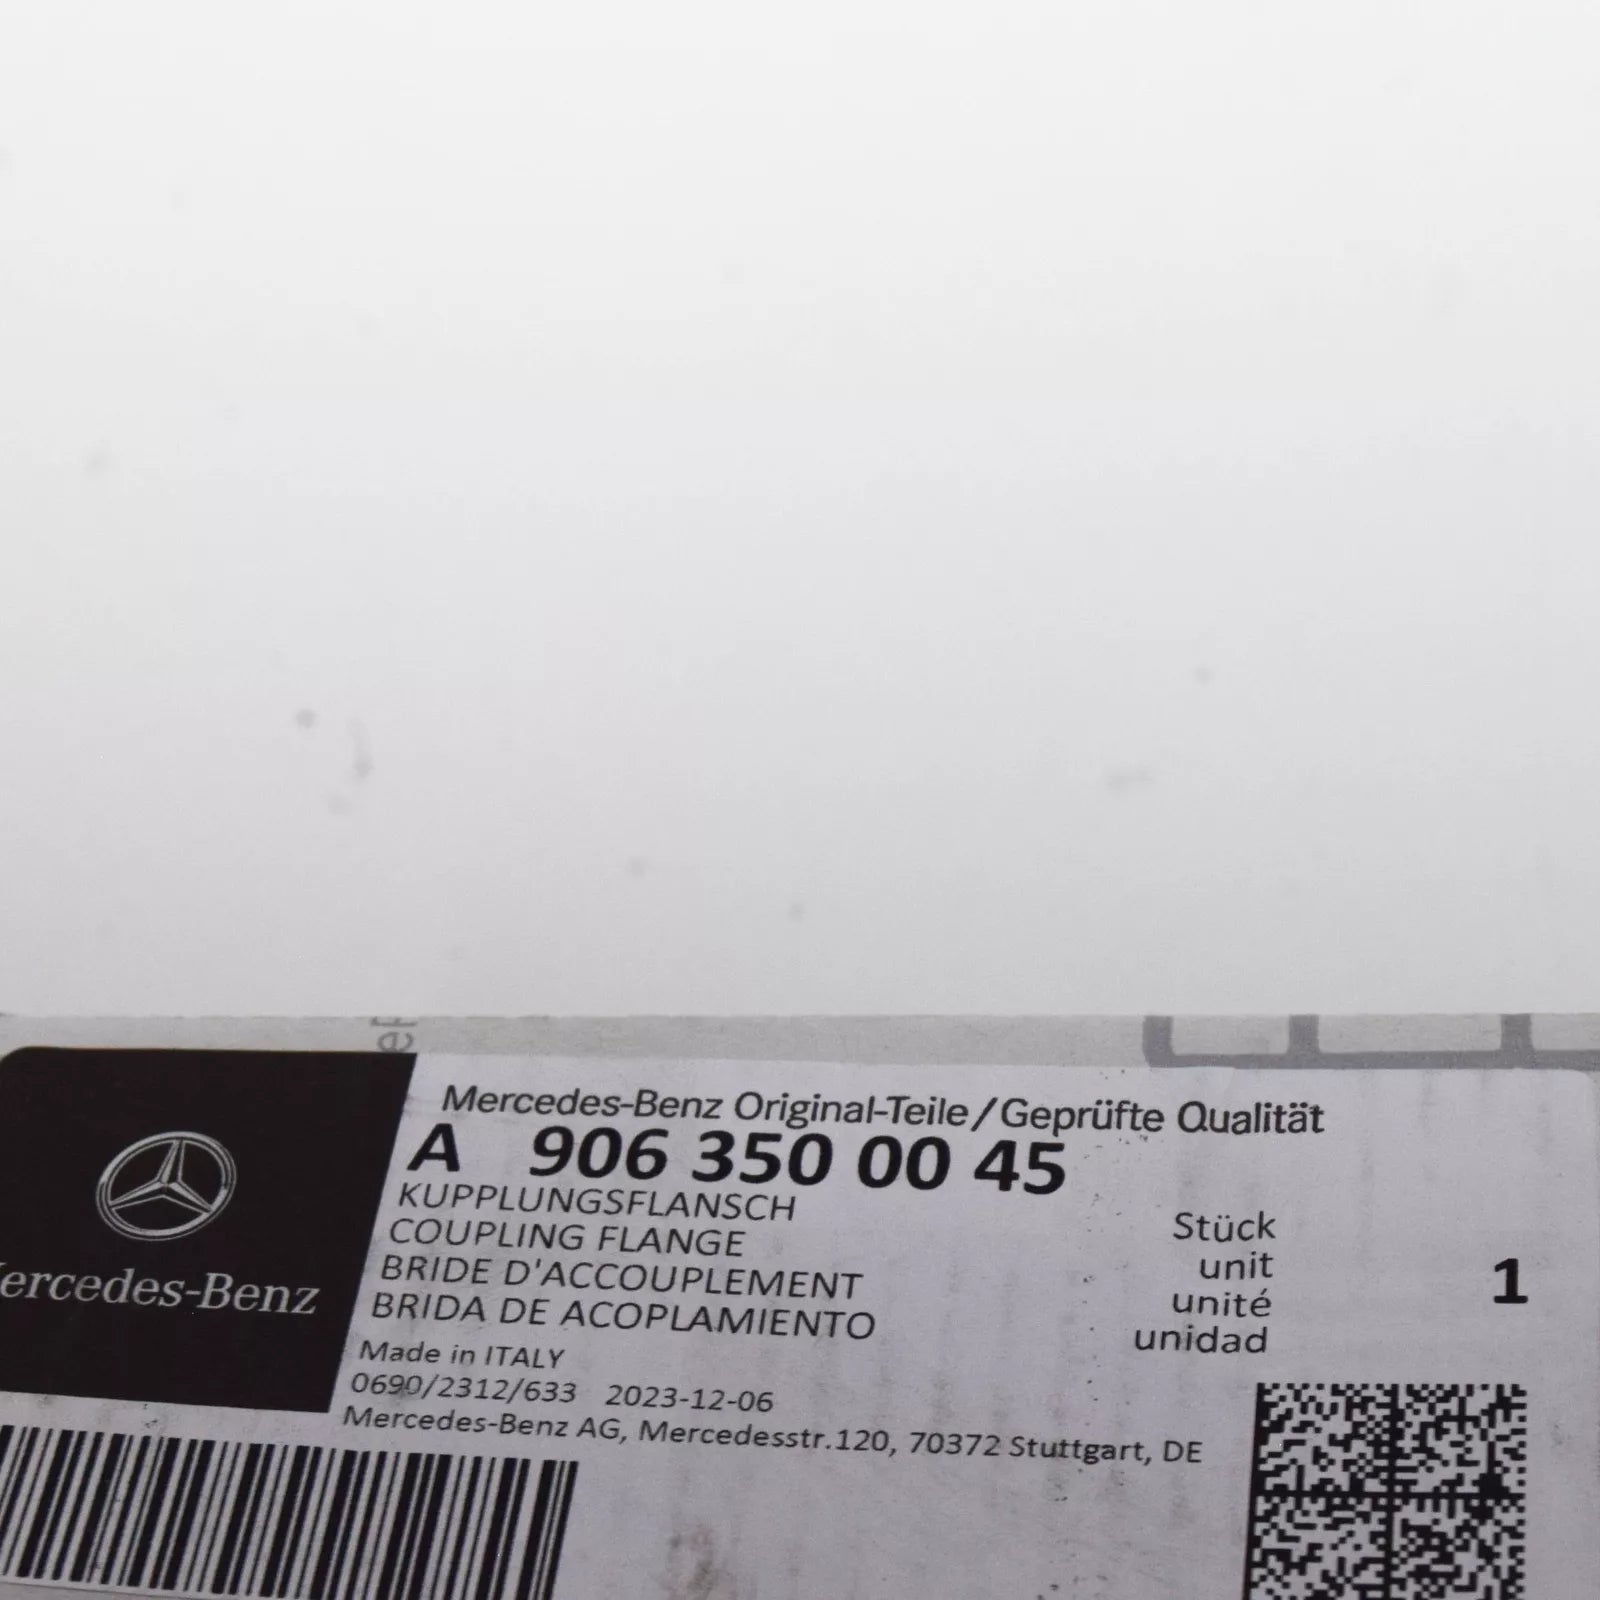 Mercedes-Benz Original-Teile/Geprüfte Qualität
A 906 350 00 45
KUPPLUNGSFLANSCH
COUPLING FLANGE
BRIDE D'ACCOUPLEMENT
BRIDA DE ACOPLAMIENTO
Stück
unit
unité
unidad
1
Made in ITALY
0690/2312/633 2023-12-06
Mercedes-Benz AG, Mercedesstr.120, 70372 Stuttgart, DE
ercedes-Benz